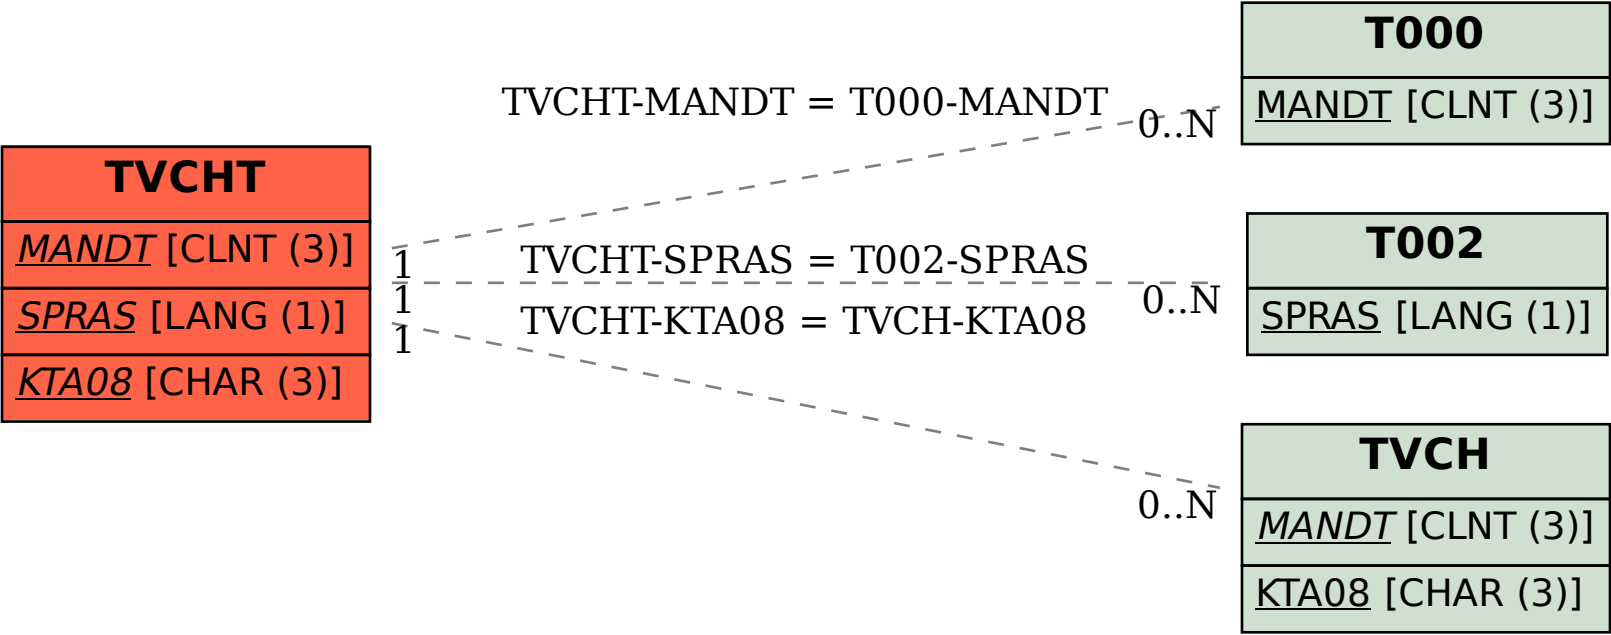 TVCHT
MANDT [CLNT (3)]
SPRAS [LANG (1)]
KTA08 [CHAR (3)]
TVCHT-MANDT = T000-MANDT
0..N
1
TVCHT-SPRAS = T002-SPRAS
0..N
1
TVCHT-KTA08 = TVCH-KTA08
1
0..N
T000
MANDT [CLNT (3)]
T002
SPRAS [LANG (1)]
TVCH
MANDT [CLNT (3)]
KTA08 [CHAR (3)]